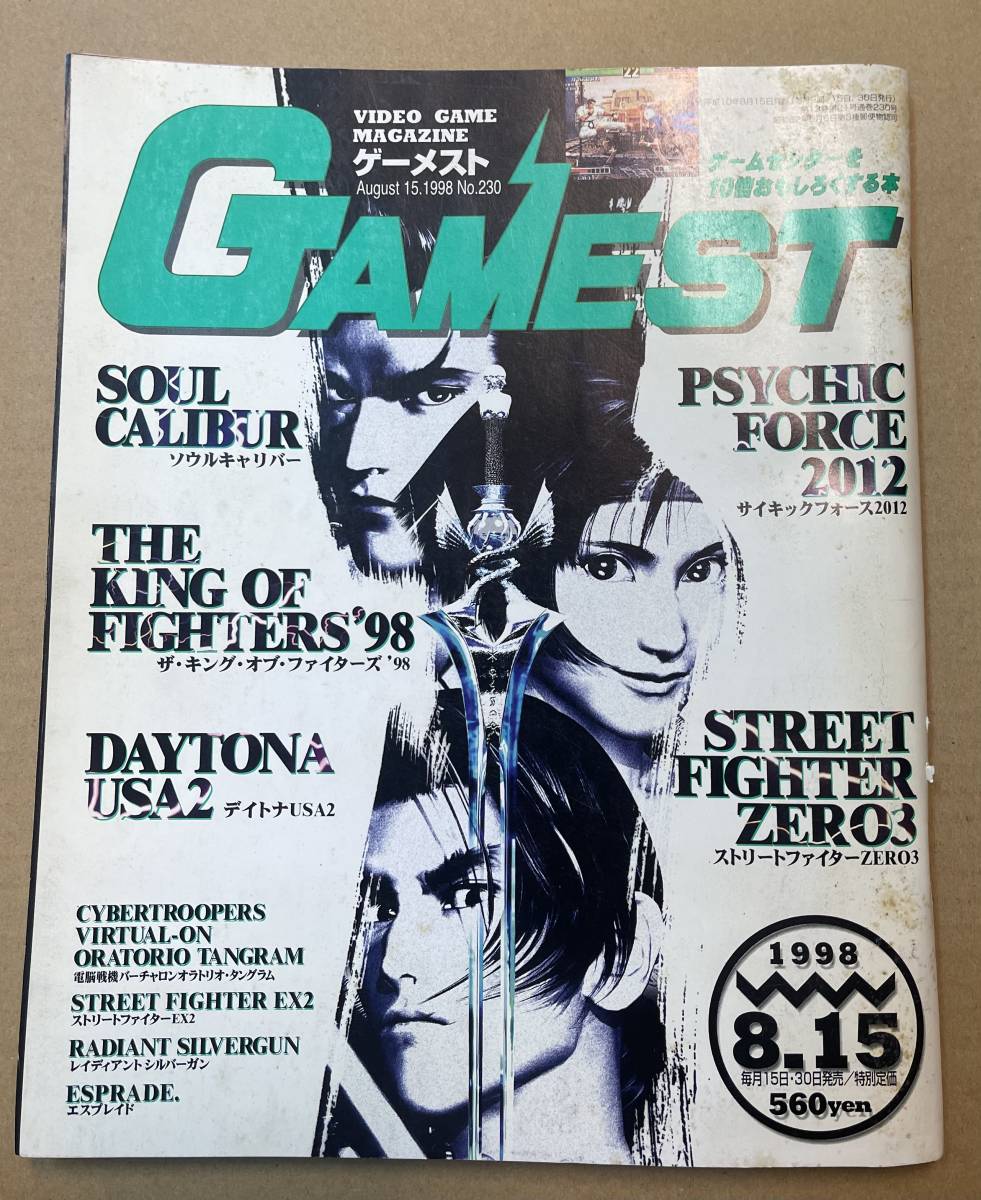 VIDEO GAME
MAGAZINE
ゲーメスト
August 15.1998 No.230
22
ゲームセンターを
10倍おもしろくする本
GAMEST
SOUL
CALIBUR
ソウルキャリバー
PSYCHIC
FORCE
2012
サイキックフォース2012
THE
KING OF
FIGHTERS'98
ザ・キング・オブ・ファイターズ '98
DAYTONA
USA2 デイトナUSA2
STREET
FIGHTER
ZERO3
ストリートファイターZERO3
CYBERTROOPERS
VIRTUAL-ON
ORATORIO TANGRAM
電脳戦機バーチャロンオラトリオ・タングラム
STREET FIGHTER EX2
ストリートファイターEX2
RADIANT SILVERGUN
レイディアントシルバーガン
ESPRADE.
エスプレイド
1998
8.15
毎月15日・30日発売/特別定価
560yen